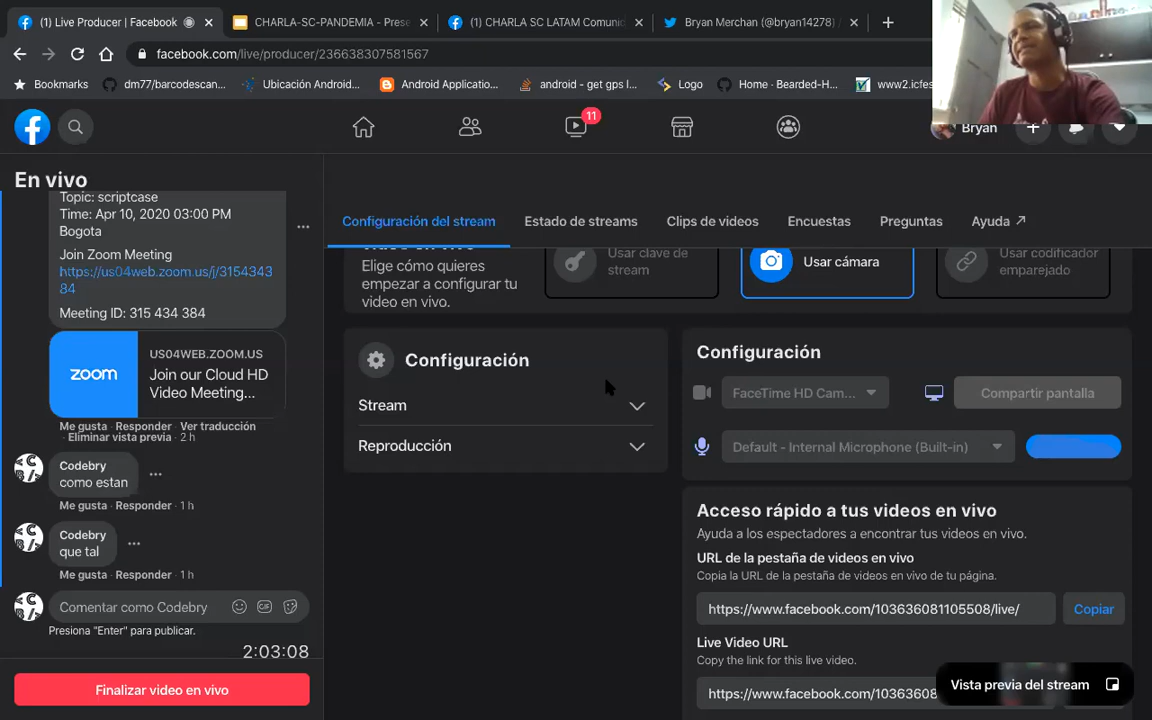 (1) Live Producer | Facebook
CHARLA-SC-PANDEMIA - Prese
(1) CHARLA SC LATAM Comunid
Bryan Merchan (@bryan14278)
facebook.com/live/producer/236638307581567
Bookmarks
dm77/barcodescan...
Ubicación Android...
Android Applicatio...
android - get gps l...
Logo
Home - Bearded-H...
www2.icfes
11
Bryan
En vivo
Topic: scriptcase
Time: Apr 10, 2020 03:00 PM
Bogota
Join Zoom Meeting
https://us04web.zoom.us/j/3154343
84
Meeting ID: 315 434 384
zoom
US04WEB.ZOOM.US
Join our Cloud HD
Video Meeting...
Me gusta · Responder · Ver traducción
· Eliminar vista previa · 2 h
Codebry
como estan
Me gusta · Responder · 1 h
Codebry
que tal
Me gusta · Responder · 1 h
Comentar como Codebry
GIF
Presiona "Enter" para publicar.
2:03:08
Finalizar video en vivo
Configuración del stream
Estado de streams
Clips de videos
Encuestas
Preguntas
Ayuda
Elige cómo quieres
empezar a configurar tu
video en vivo.
Usar clave de
stream
Usar cámara
Usar codificador
emparejado
Configuración
Stream
Reproducción
Configuración
FaceTime HD Cam...
Compartir pantalla
Default - Internal Microphone (Built-in)
Acceso rápido a tus videos en vivo
Ayuda a los espectadores a encontrar tus videos en vivo.
URL de la pestaña de videos en vivo
Copia la URL de la pestaña de videos en vivo de tu página.
https://www.facebook.com/103636081105508/live/
Copiar
Live Video URL
Copy the link for this live video.
https://www.facebook.com/10363608
Vista previa del stream